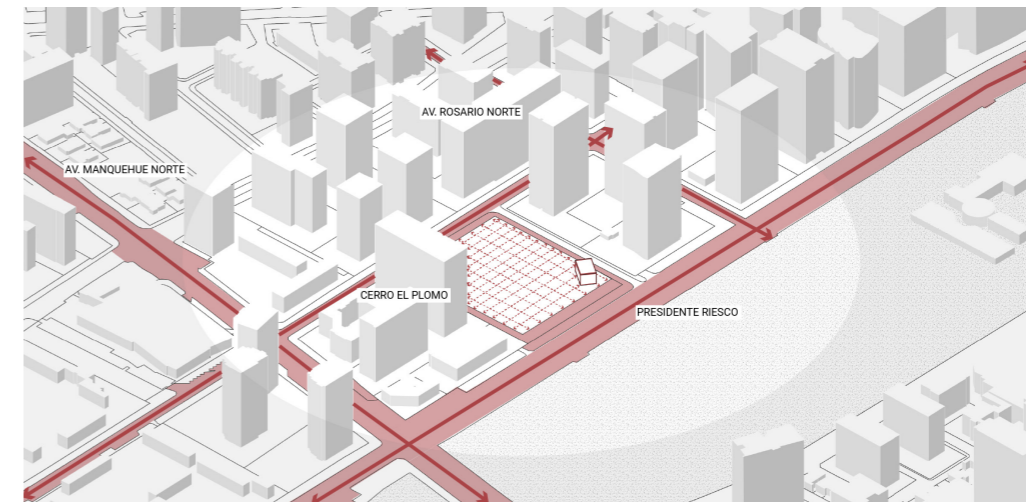 AV. ROSARIO NORTE
AV. MANQUEHUE NORTE
CERRO EL PLOMO
PRESIDENTE RIESCO